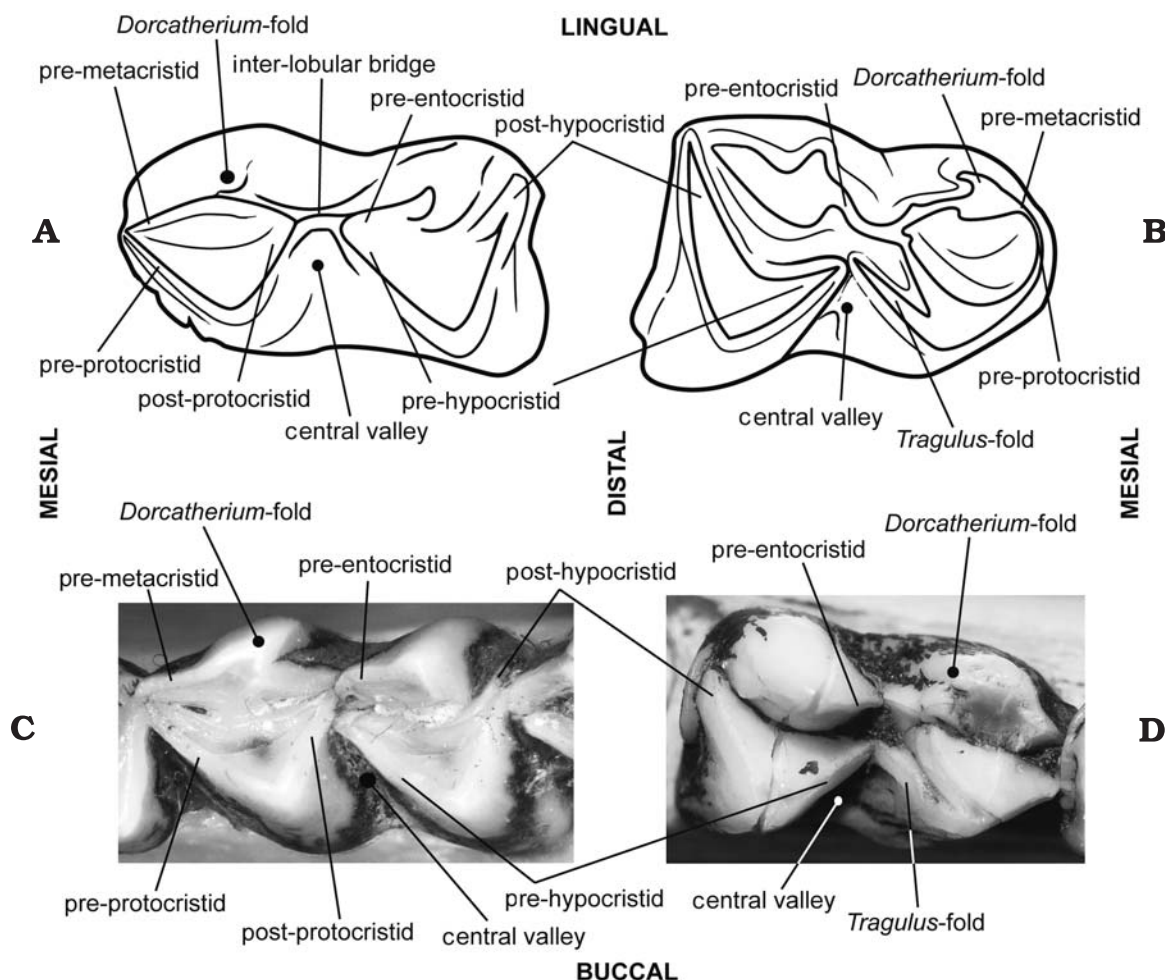 Dorcatherium-fold
LINGUAL
pre-metacristid
inter-lobular bridge
pre-entocristid
post-hypocristid
pre-entocristid
Dorcatherium-fold
pre-metacristid
A
B
pre-protocristid
post-protocristid
central valley
pre-hypocristid
central valley
Tragulus-fold
pre-protocristid
MESIAL
DISTAL
MESIAL
Dorcatherium-fold
pre-metacristid
pre-entocristid
post-hypocristid
pre-entocristid
Dorcatherium-fold
C
D
pre-protocristid
post-protocristid
central valley
pre-hypocristid
central valley
Tragulus-fold
BUCCAL